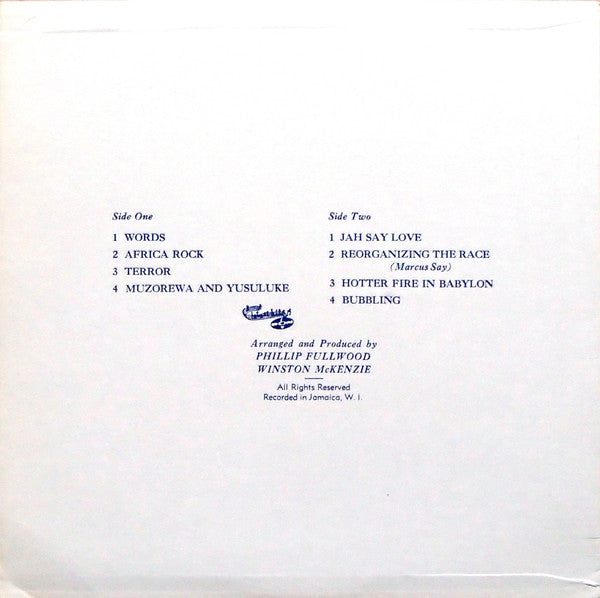 Side One
1 WORDS
2 AFRICA ROCK
3 TERROR
4 MUZOREWA AND YUSULUKE
Side Two
1 JAH SAY LOVE
2 REORGANIZING THE RACE
(Marcus Say)
3 HOTTER FIRE IN BABYLON
4 BUBBLING
Arranged and Produced by
PHILLIP FULLWOOD
WINSTON McKENZIE
All Rights Reserved
Recorded in Jamaica, W. I.